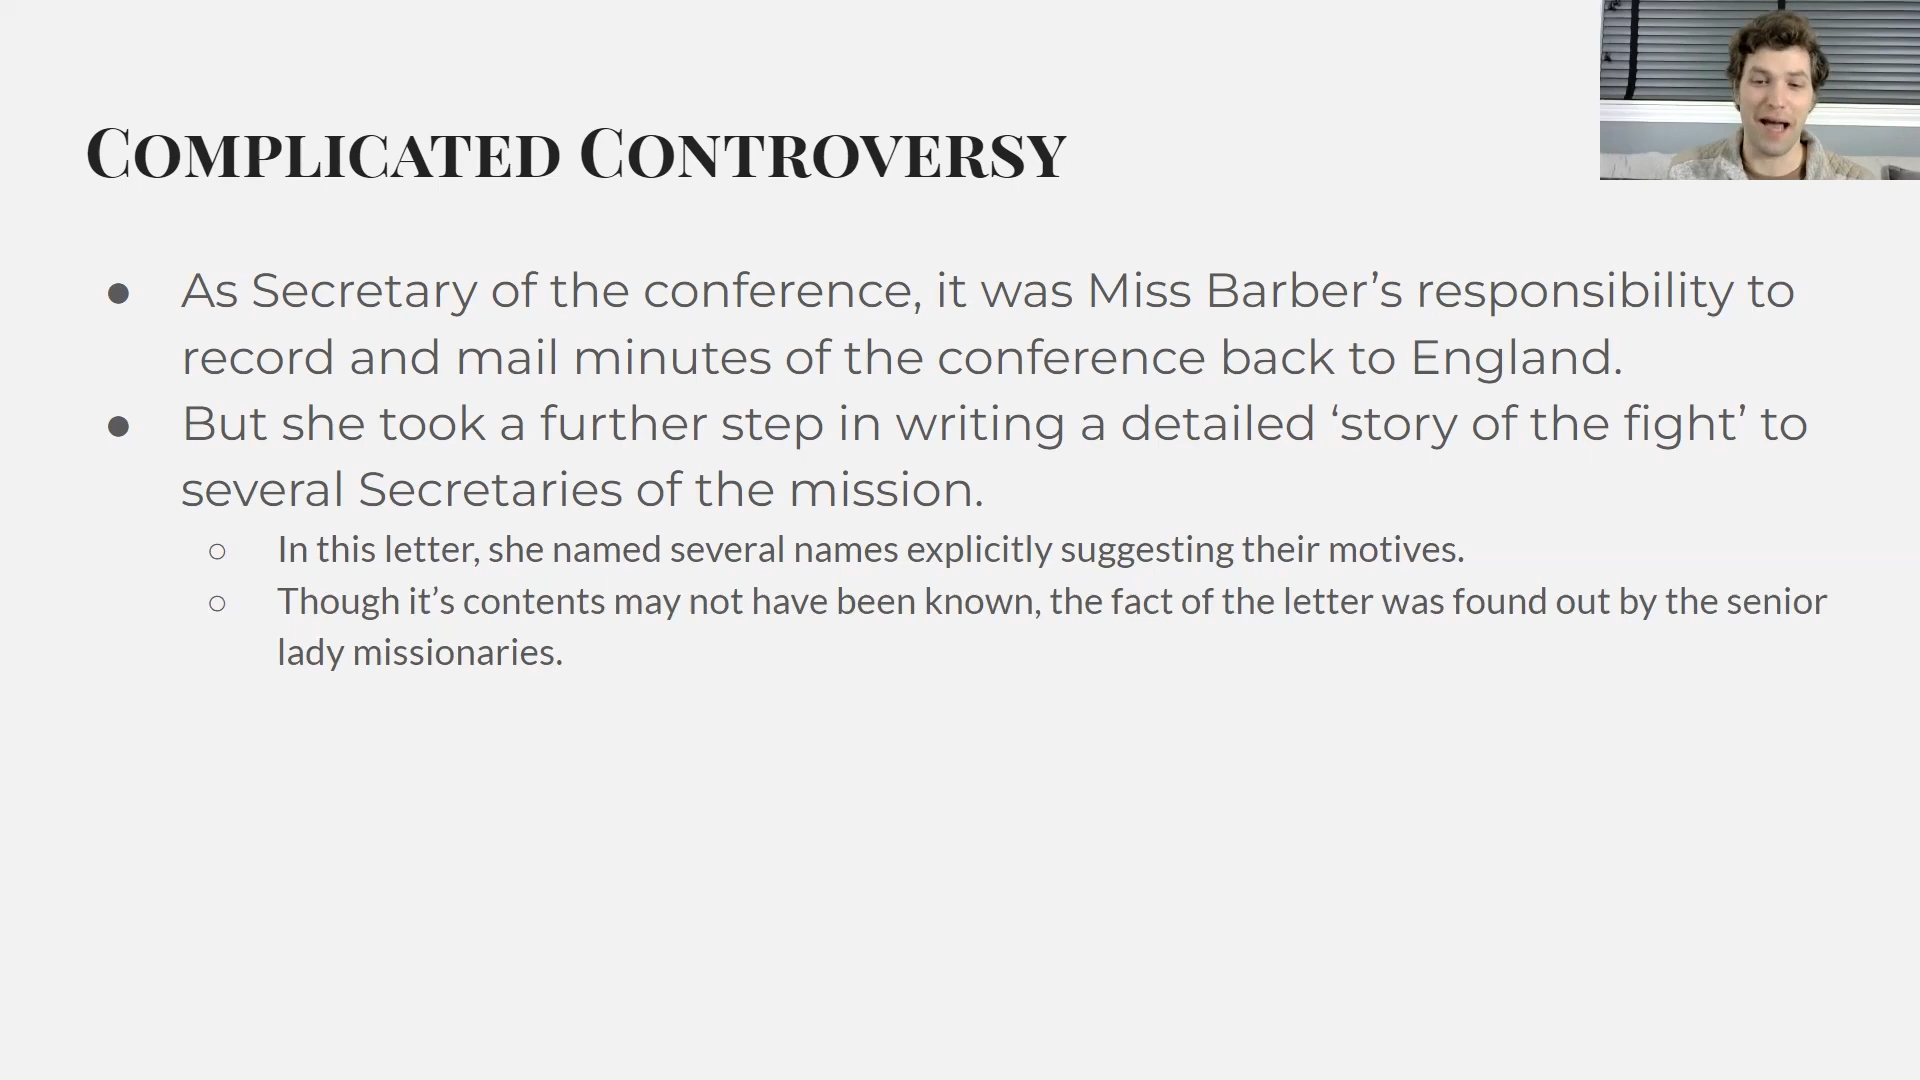 Complicated Controversy
● As Secretary of the conference, it was Miss Barber’s responsibility to
record and mail minutes of the conference back to England.
● But she took a further step in writing a detailed ‘story of the fight’ to
several Secretaries of the mission.
○ In this letter, she named several names explicitly suggesting their motives.
○ Though it’s contents may not have been known, the fact of the letter was found out by the senior
lady missionaries.